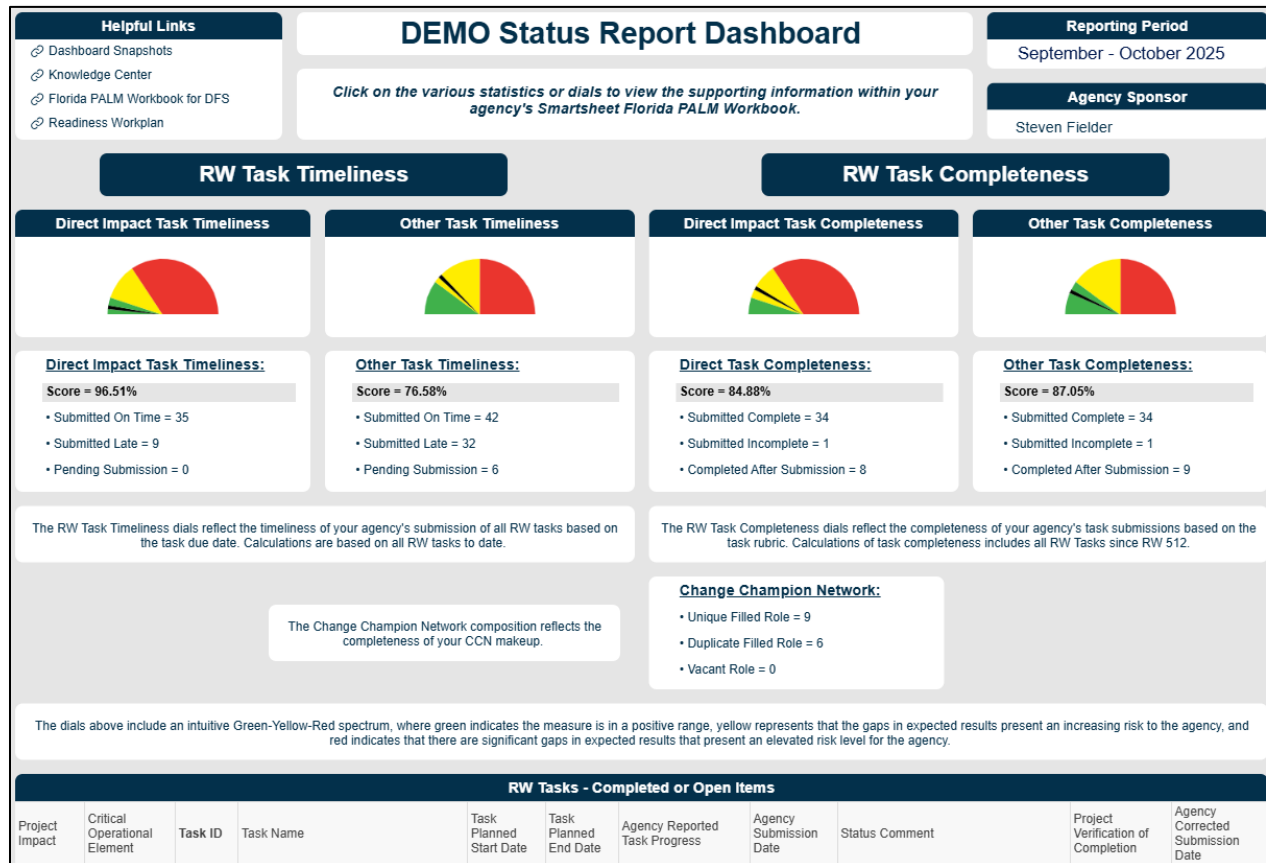 Helpful Links
Dashboard Snapshots
Knowledge Center
Florida PALM Workbook for DFS
Readiness Workplan
DEMO Status Report Dashboard
Click on the various statistics or dials to view the supporting information within your
agency's Smartsheet Florida PALM Workbook.
Reporting Period
September - October 2025
Agency Sponsor
Steven Fielder
RW Task Timeliness
RW Task Completeness
Direct Impact Task Timeliness
Other Task Timeliness
Direct Impact Task Completeness
Other Task Completeness
Direct Impact Task Timeliness:
Score = 96.51%
• Submitted On Time = 35
• Submitted Late = 9
• Pending Submission = 0
Other Task Timeliness:
Score = 76.58%
• Submitted On Time = 42
• Submitted Late = 32
• Pending Submission = 6
Direct Task Completeness:
Score = 84.88%
• Submitted Complete = 34
• Submitted Incomplete = 1
• Completed After Submission = 8
Other Task Completeness:
Score = 87.05%
• Submitted Complete = 34
• Submitted Incomplete = 1
• Completed After Submission = 9
The RW Task Timeliness dials reflect the timeliness of your agency's submission of all RW tasks based on
the task due date. Calculations are based on all RW tasks to date.
The RW Task Completeness dials reflect the completeness of your agency's task submissions based on the
task rubric. Calculations of task completeness includes all RW Tasks since RW 512.
The Change Champion Network composition reflects the
completeness of your CCN makeup.
Change Champion Network:
• Unique Filled Role = 9
• Duplicate Filled Role = 6
• Vacant Role = 0
The dials above include an intuitive Green-Yellow-Red spectrum, where green indicates the measure is in a positive range, yellow represents that the gaps in expected results present an increasing risk to the agency, and
red indicates that there are significant gaps in expected results that present an elevated risk level for the agency.
RW Tasks - Completed or Open Items
Project
Impact
Critical
Operational
Element
Task ID
Task Name
Task
Planned
Start Date
Task
Planned
End Date
Agency Reported
Task Progress
Agency
Submission
Date
Status Comment
Project
Verification of
Completion
Agency
Corrected
Submission
Date